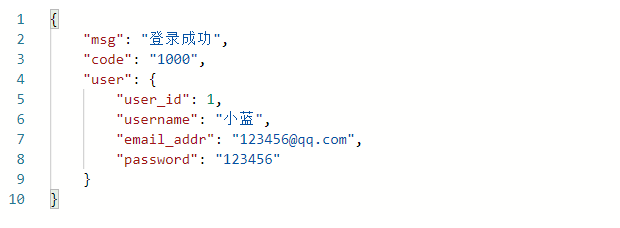 1 {
2 "msg": "登录成功",
3 "code": "1000",
4 "user": {
5 "user_id": 1,
6 "username": "小蓝",
7 "email_addr": "123456@qq.com",
8 "password": "123456"
9 }
10 }